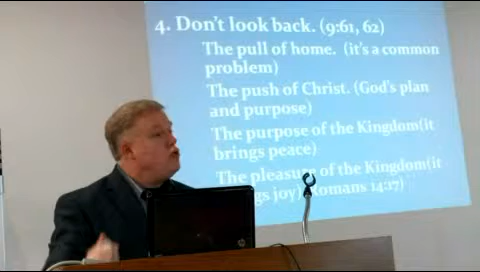 4. Don't look back. (9:61, 62)
The pull of home. (it's a common
problem)
The push of Christ. (God's plan
and purpose)
The purpose of the Kingdom(it
brings peace)
The pleasure of the Kingdom(it
gs joy) Romans 14:17)
hp